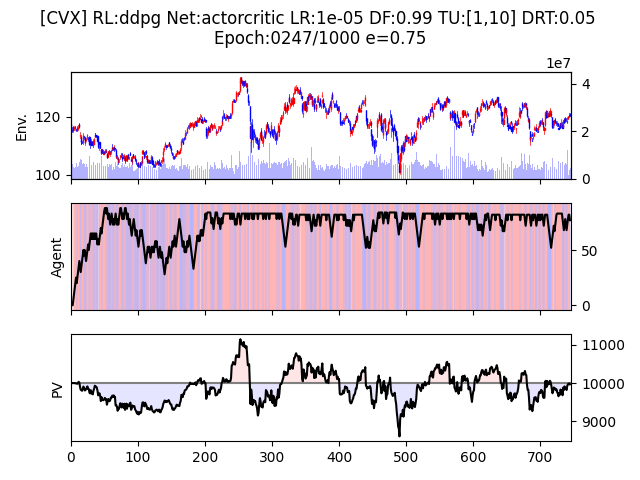 [CVX] RL:ddpg Net:actorcritic LR:1e-05 DF:0.99 TU:[1,10] DRT:0.05
Epoch:0247/1000 e=0.75
1e7
Env.
120
100
4
2
0
Agent
50
0
PV
11000
10000
9000
0 100 200 300 400 500 600 700